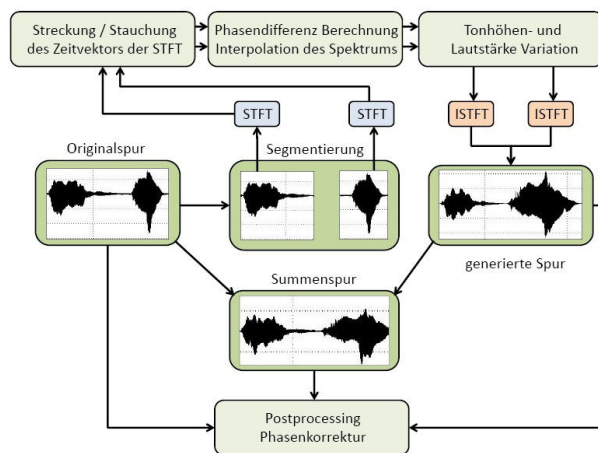 Streckung / Stauchung
des Zeitvektors der STFT
Phasendifferenz Berechnung
Interpolation des Spektrums
Tonhöhen- und
Lautstärke Variation
STFT
STFT
ISTFT
ISTFT
Originalspur
Segmentierung
generierte Spur
Summenspur
Postprocessing
Phasenkorrektur